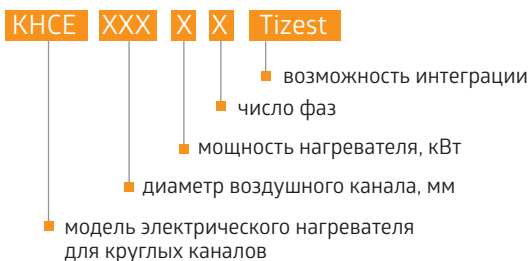 КНСЕ XXX X X Tizest
возможность интеграции
число фаз
мощность нагревателя, кВт
диаметр воздушного канала, мм
модель электрического нагревателя
для круглых каналов